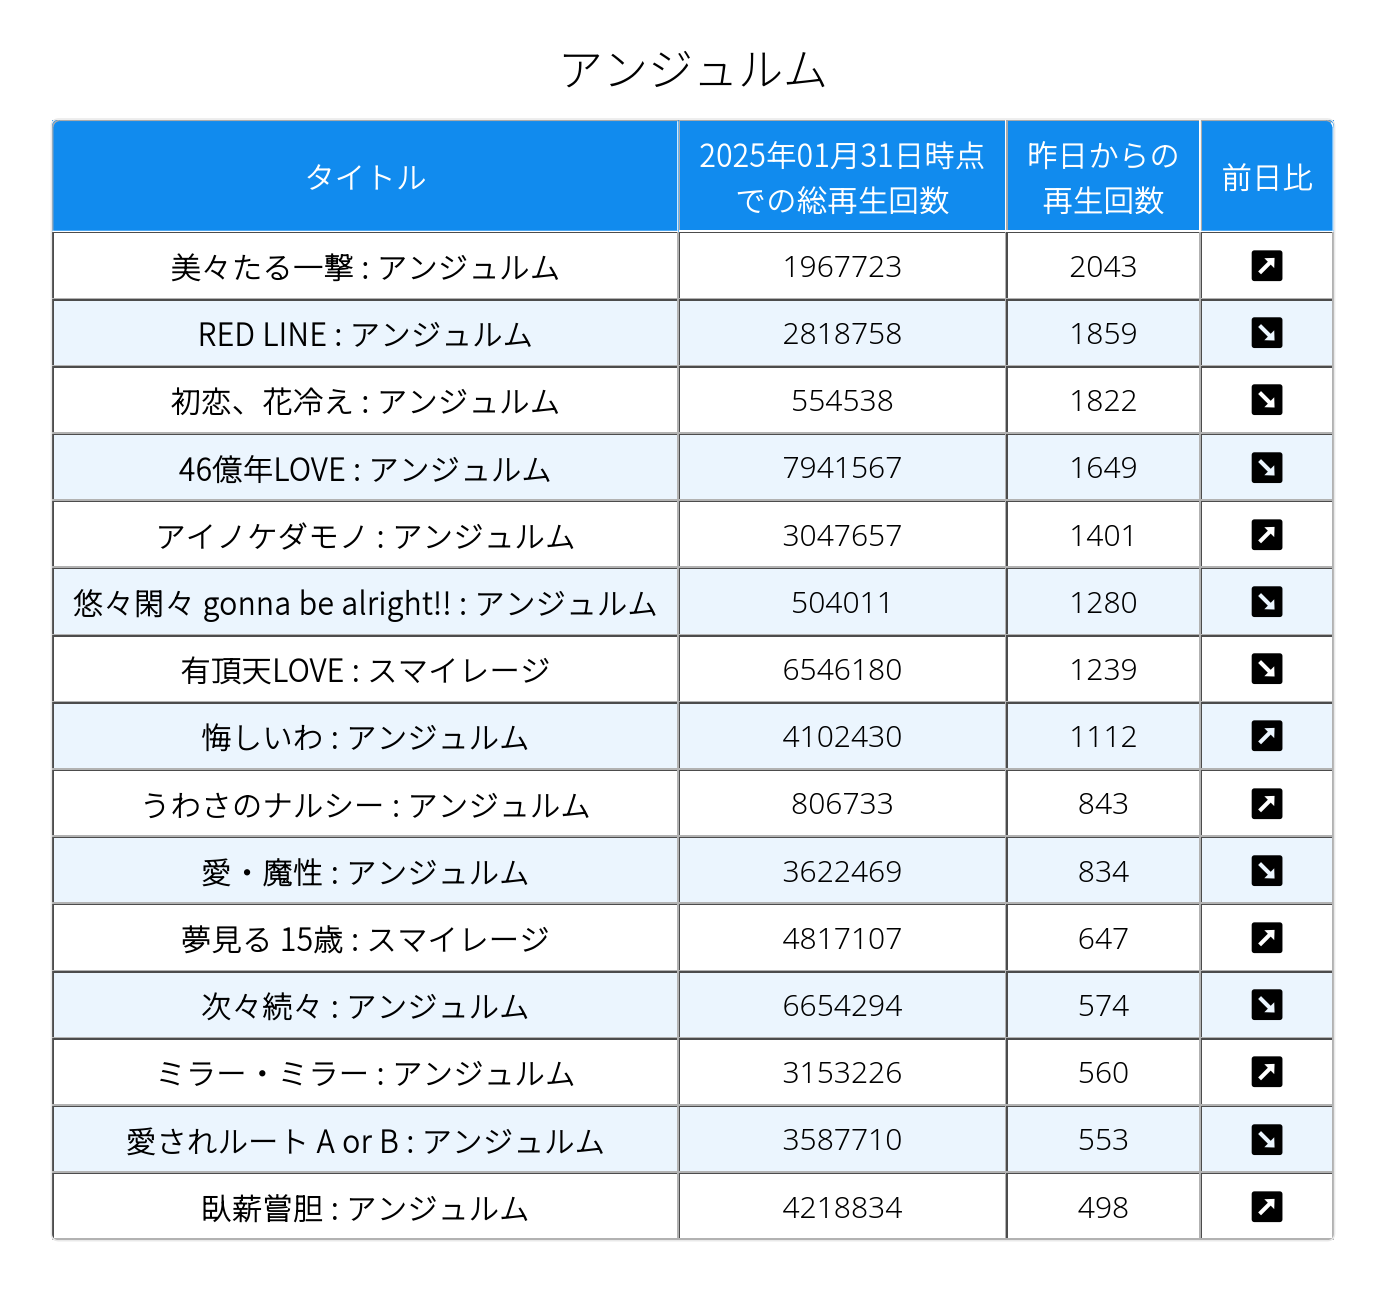 アンジュルム
タイトル 2025年01月31日時点での総再生回数 昨日からの再生回数 前日比
美々たる一撃 : アンジュルム 1967723 2043 ↗
RED LINE : アンジュルム 2818758 1859 ↘
初恋、花冷え : アンジュルム 554538 1822 ↘
46億年LOVE : アンジュルム 7941567 1649 ↘
アイノケダモノ : アンジュルム 3047657 1401 ↗
悠々閑々 gonna be alright!! : アンジュルム 504011 1280 ↘
有頂天LOVE : スマイレージ 6546180 1239 ↘
悔しいわ : アンジュルム 4102430 1112 ↗
うわさのナルシー : アンジュルム 806733 843 ↗
愛・魔性 : アンジュルム 3622469 834 ↘
夢見る 15歳 : スマイレージ 4817107 647 ↗
次々続々 : アンジュルム 6654294 574 ↘
ミラー・ミラー : アンジュルム 3153226 560 ↗
愛されルート A or B : アンジュルム 3587710 553 ↘
臥薪嘗胆 : アンジュルム 4218834 498 ↗